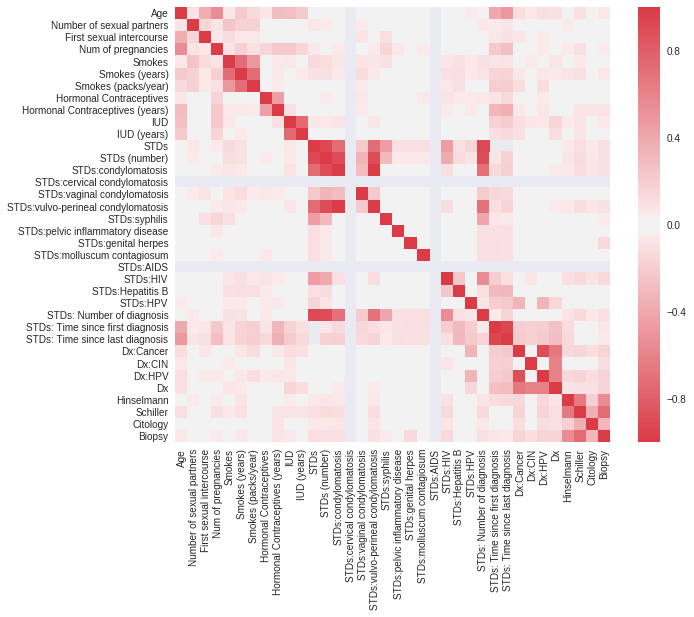 Age
Number of sexual partners
First sexual intercourse
Num of pregnancies
Smokes
Smokes (years)
Smokes (packs/year)
Hormonal Contraceptives
Hormonal Contraceptives (years)
IUD
IUD (years)
STDs
STDs (number)
STDs:condylomatosis
STDs:cervical condylomatosis
STDs:vaginal condylomatosis
STDs:vulvo-perineal condylomatosis
STDs:syphilis
STDs:pelvic inflammatory disease
STDs:genital herpes
STDs:molluscum contagiosum
STDs:AIDS
STDs:HIV
STDs:Hepatitis B
STDs:HPV
STDs: Number of diagnosis
STDs: Time since first diagnosis
STDs: Time since last diagnosis
Dx:Cancer
Dx:CIN
Dx:HPV
Dx
Hinselmann
Schiller
Citology
Biopsy
Age
Number of sexual partners
First sexual intercourse
Num of pregnancies
Smokes
Smokes (years)
Smokes (packs/year)
Hormonal Contraceptives
Hormonal Contraceptives (years)
IUD
IUD (years)
STDs
STDs (number)
STDs:condylomatosis
STDs:cervical condylomatosis
STDs:vaginal condylomatosis
STDs:vulvo-perineal condylomatosis
STDs:syphilis
STDs:pelvic inflammatory disease
STDs:genital herpes
STDs:molluscum contagiosum
STDs:AIDS
STDs:HIV
STDs:Hepatitis B
STDs:HPV
STDs: Number of diagnosis
STDs: Time since first diagnosis
STDs: Time since last diagnosis
Dx:Cancer
Dx:CIN
Dx:HPV
Dx
Hinselmann
Schiller
Citology
Biopsy
0.8
0.4
0.0
−0.4
−0.8